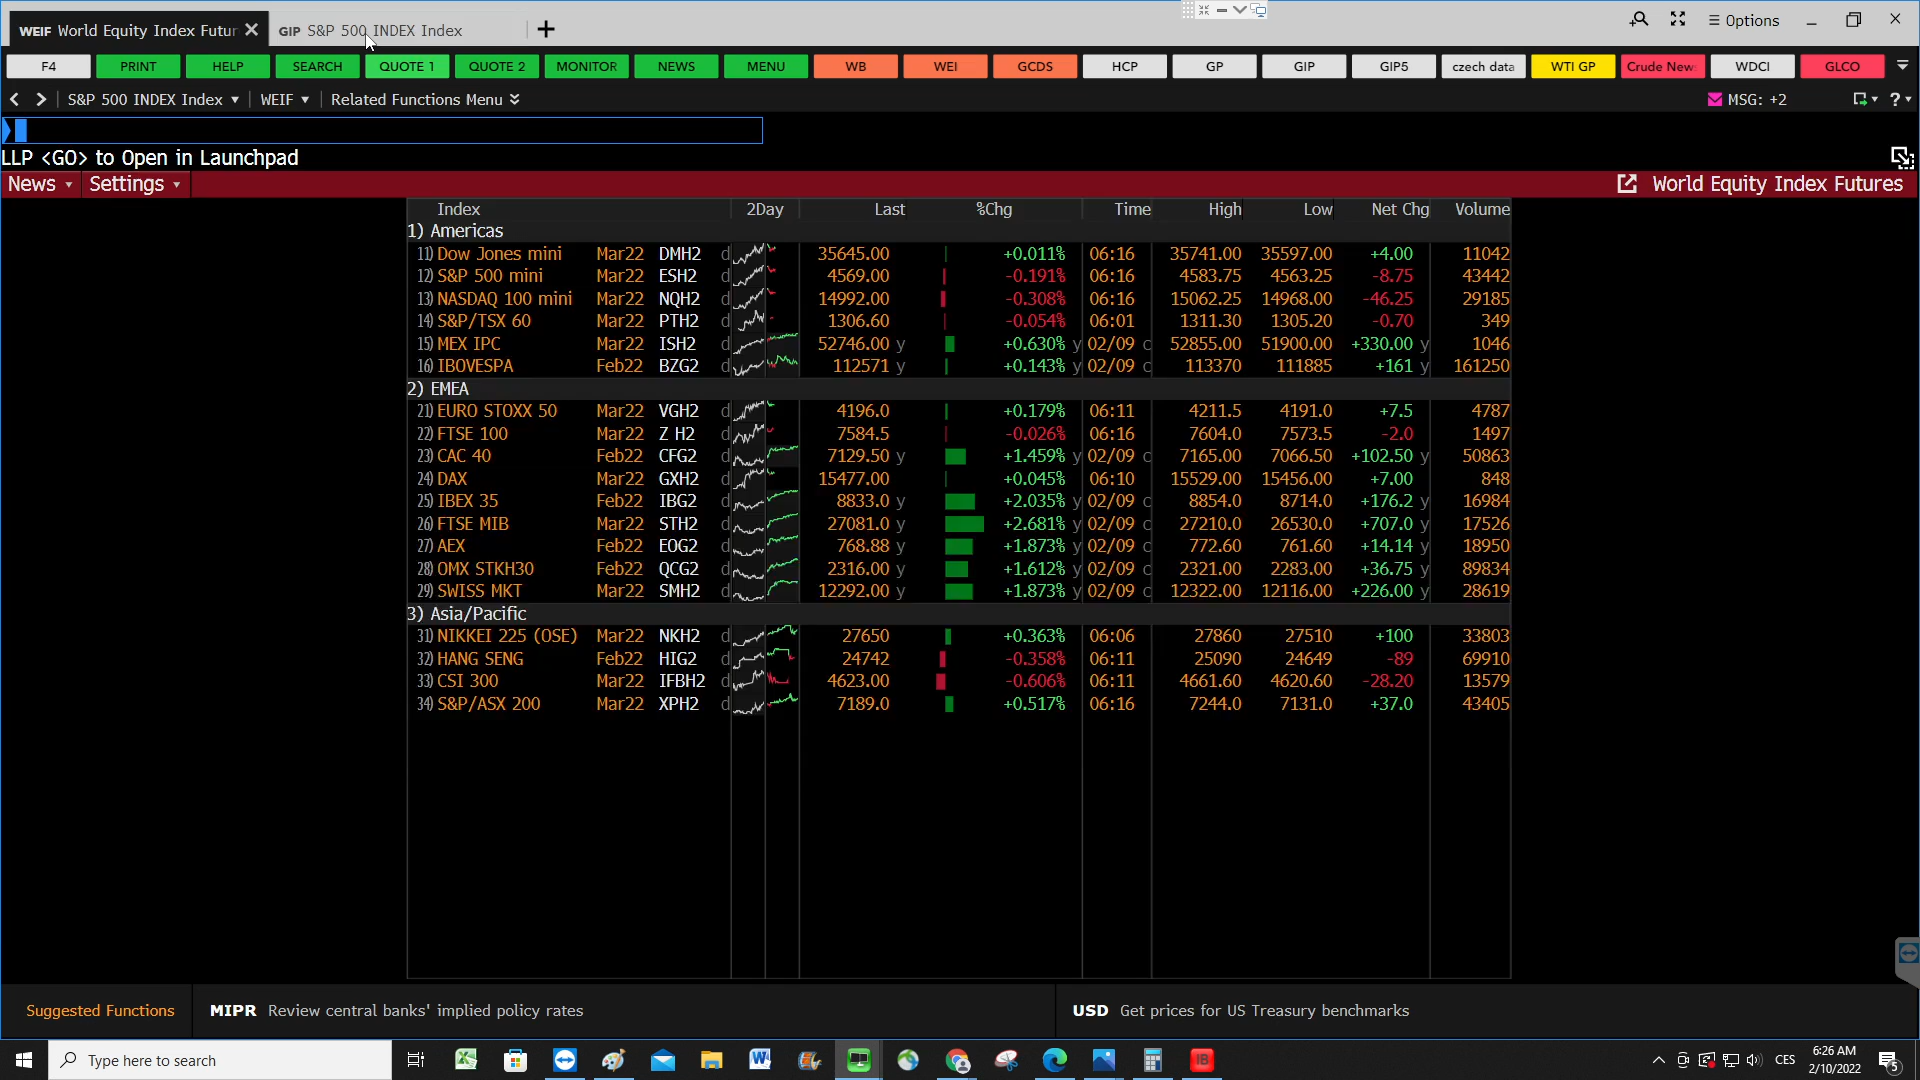 WEIF World Equity Index Futur
GIP S&P 500 INDEX Index
Options
F4 PRINT HELP SEARCH QUOTE 1 QUOTE 2 MONITOR NEWS MENU WB WEI GCDS HCP GP GIP GIP5 czech data WTI GP Crude New WDCI GLCO
S&P 500 INDEX Index WEIF Related Functions Menu MSG: +2 ?
LLP <GO> to Open in Launchpad
News Settings World Equity Index Futures
Index 2Day Last %Chg Time High Low Net Chg Volume
1) Americas
11) Dow Jones mini Mar22 DMH2 d 35645.00 +0.011% 06:16 35741.00 35597.00 +4.00 11042
12) S&P 500 mini Mar22 ESH2 d 4569.00 -0.191% 06:16 4583.75 4563.25 -8.75 43442
13) NASDAQ 100 mini Mar22 NQH2 d 14992.00 -0.308% 06:16 15062.25 14968.00 -46.25 29185
14) S&P/TSX 60 Mar22 PTH2 d 1306.60 -0.054% 06:01 1311.30 1305.20 -0.70 349
15) MEX IPC Mar22 ISH2 d 52746.00 y +0.630% y 02/09 c 52855.00 51900.00 +330.00 y 1046
16) IBOVESPA Feb22 BZG2 d 112571 y +0.143% y 02/09 c 113370 111885 +161 y 161250
2) EMEA
21) EURO STOXX 50 Mar22 VGH2 d 4196.0 +0.179% 06:11 4211.5 4191.0 +7.5 4787
22) FTSE 100 Mar22 Z H2 d 7584.5 -0.026% 06:16 7604.0 7573.5 -2.0 1497
23) CAC 40 Feb22 CFG2 d 7129.50 y +1.459% y 02/09 c 7165.00 7066.50 +102.50 y 50863
24) DAX Mar22 GXH2 d 15477.00 +0.045% 06:10 15529.00 15456.00 +7.00 848
25) IBEX 35 Feb22 IBG2 d 8833.0 y +2.035% y 02/09 c 8854.0 8714.0 +176.2 y 16984
26) FTSE MIB Mar22 STH2 d 27081.0 y +2.681% y 02/09 c 27210.0 26530.0 +707.0 y 17526
27) AEX Feb22 EOG2 d 768.88 y +1.873% y 02/09 c 772.60 761.60 +14.14 y 18950
28) OMX STKH30 Feb22 QCG2 d 2316.00 y +1.612% y 02/09 c 2321.00 2283.00 +36.75 y 89834
29) SWISS MKT Mar22 SMH2 d 12292.00 y +1.873% y 02/09 c 12322.00 12116.00 +226.00 y 28619
3) Asia/Pacific
31) NIKKEI 225 (OSE) Mar22 NKH2 d 27650 +0.363% 06:06 27860 27510 +100 33803
32) HANG SENG Feb22 HIG2 d 24742 -0.358% 06:11 25090 24649 -89 69910
33) CSI 300 Mar22 IFBH2 d 4623.00 -0.606% 06:11 4661.60 4620.60 -28.20 13579
34) S&P/ASX 200 Mar22 XPH2 d 7189.0 +0.517% 06:16 7244.0 7131.0 +37.0 43405
Suggested Functions MIPR Review central banks' implied policy rates USD Get prices for US Treasury benchmarks
Type here to search
IB
CES
6:26 AM
2/10/2022
5